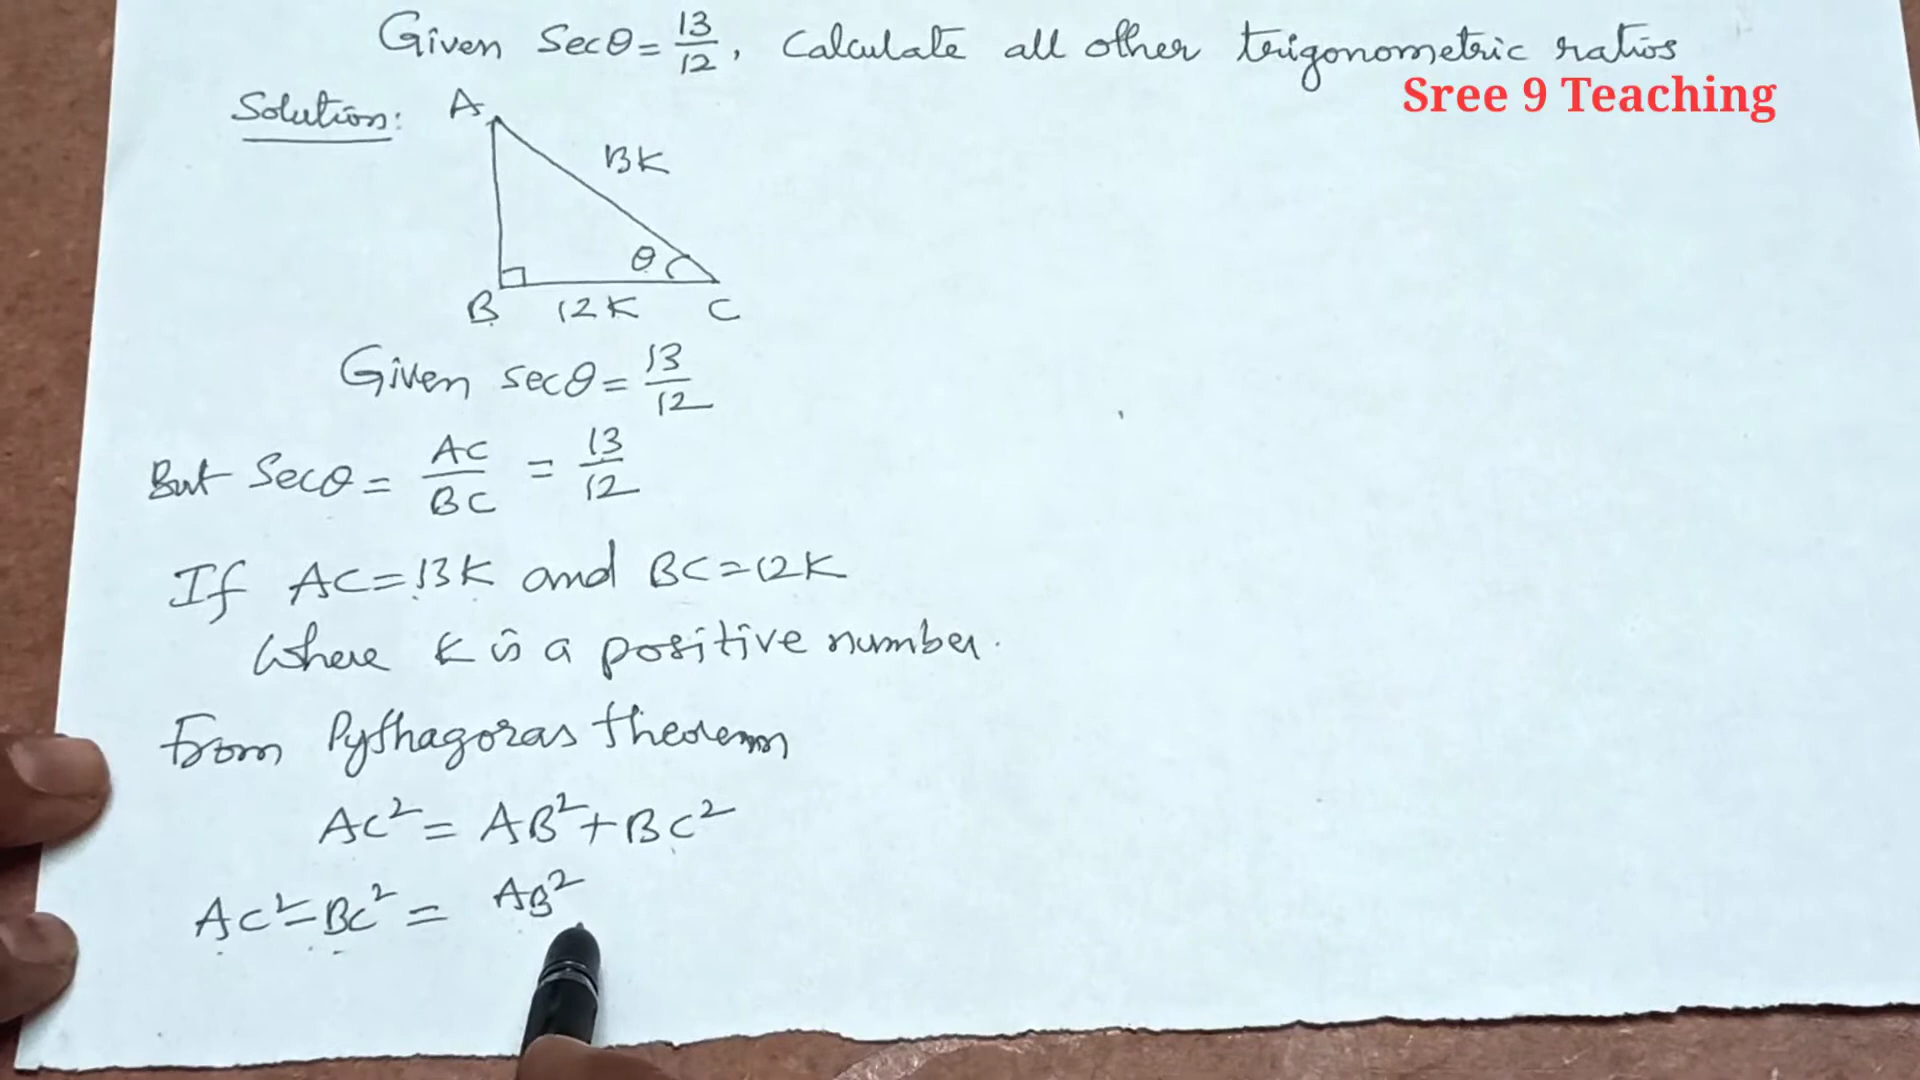 Given Secθ = 13/12, Calculate all other trigonometric ratios
Sree 9 Teaching
Solution:
A
13K
θ
B 12K C
Given secθ = 13/12
But Secθ = AC/BC = 13/12
If AC = 13K and BC = 12K
Where K is a positive number.
From Pythagoras theorem
AC² = AB² + BC²
AC² - BC² = AB²